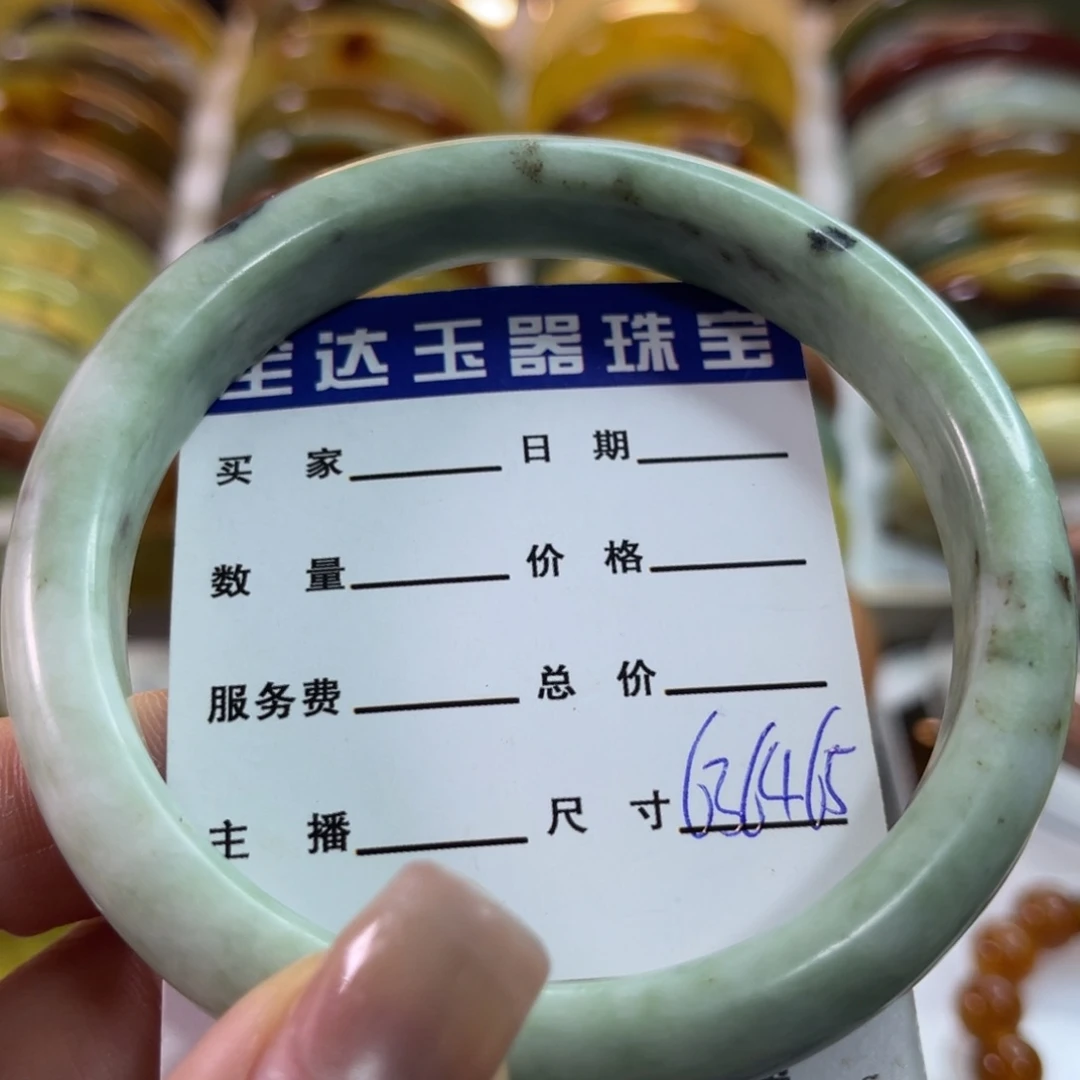 达玉器珠宝
买 家 日 期
数 量 价 格
服务费 总 价
主 播 尺 寸 636465